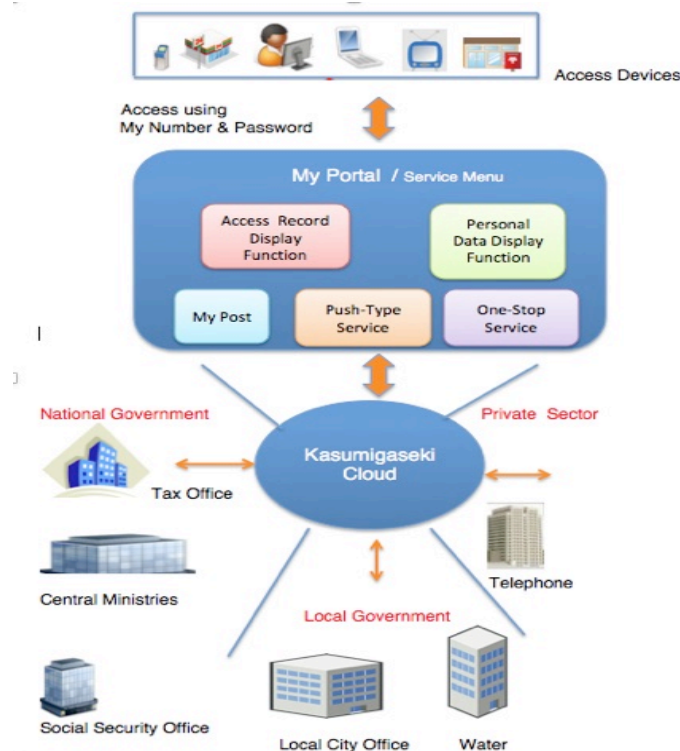 Access Devices
Access using
My Number & Password
My Portal / Service Menu
Access Record
Display
Function
Personal
Data Display
Function
My Post
Push-Type
Service
One-Stop
Service
National Government
Private Sector
Kasumigaseki
Cloud
Tax Office
Telephone
Central Ministries
Local Government
Social Security Office
Local City Office
Water